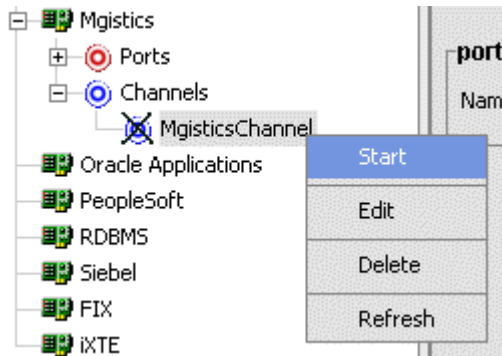 Mgistics
Ports
Channels
MgisticsChannel
Oracle Applications
PeopleSoft
RDBMS
Siebel
FIX
iXTE
port
Nam
Start
Edit
Delete
Refresh